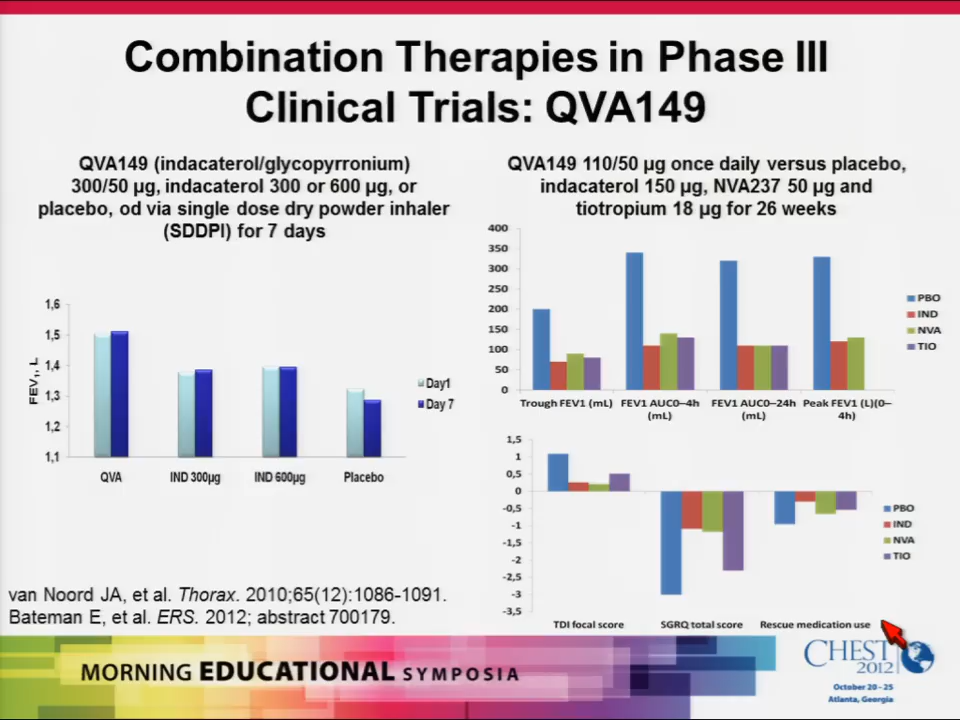 Combination Therapies in Phase III
Clinical Trials: QVA149
QVA149 (indacaterol/glycopyrronium)
300/50 µg, indacaterol 300 or 600 µg, or
placebo, od via single dose dry powder inhaler
(SDDPI) for 7 days
1,6
1,5
1,4
1,3
1,2
1,1
FEV1, L
QVA
IND 300µg
IND 600µg
Placebo
Day1
Day 7
QVA149 110/50 µg once daily versus placebo,
indacaterol 150 µg, NVA237 50 µg and
tiotropium 18 µg for 26 weeks
400
350
300
250
200
150
100
50
0
Trough FEV1 (mL)
FEV1 AUC0–4h
(mL)
FEV1 AUC0–24h
(mL)
Peak FEV1 (L)(0–
4h)
PBO
IND
NVA
TIO
1,5
1
0,5
0
-0,5
-1
-1,5
-2
-2,5
-3
-3,5
TDI focal score
SGRQ total score
Rescue medication use
PBO
IND
NVA
TIO
van Noord JA, et al. Thorax. 2010;65(12):1086-1091.
Bateman E, et al. ERS. 2012; abstract 700179.
MORNING EDUCATIONAL SYMPOSIA
CHEST
2012
October 20 – 25
Atlanta, Georgia